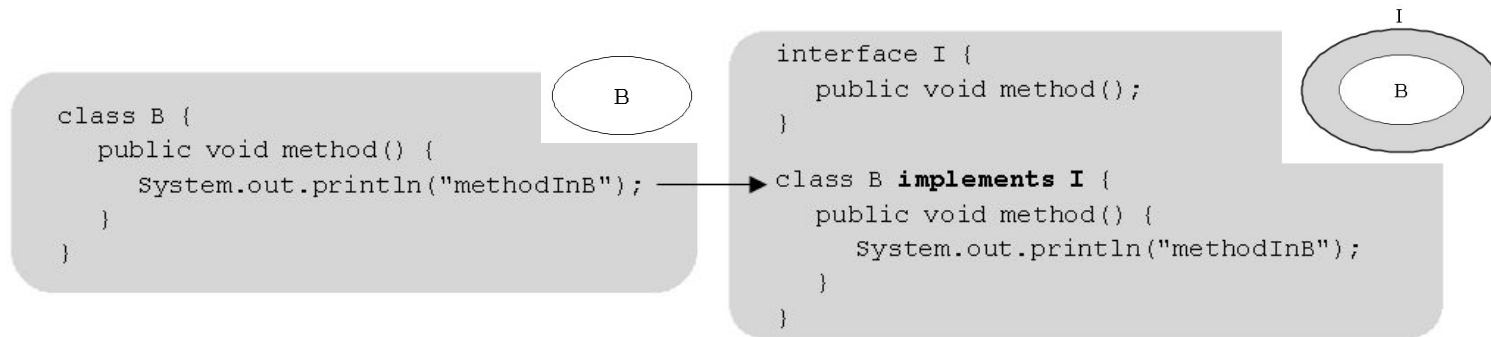 B
class B {
public void method() {
System.out.println("methodInB");
}
}
I
B
interface I {
public void method();
}
class B implements I {
public void method() {
System.out.println("methodInB");
}
}